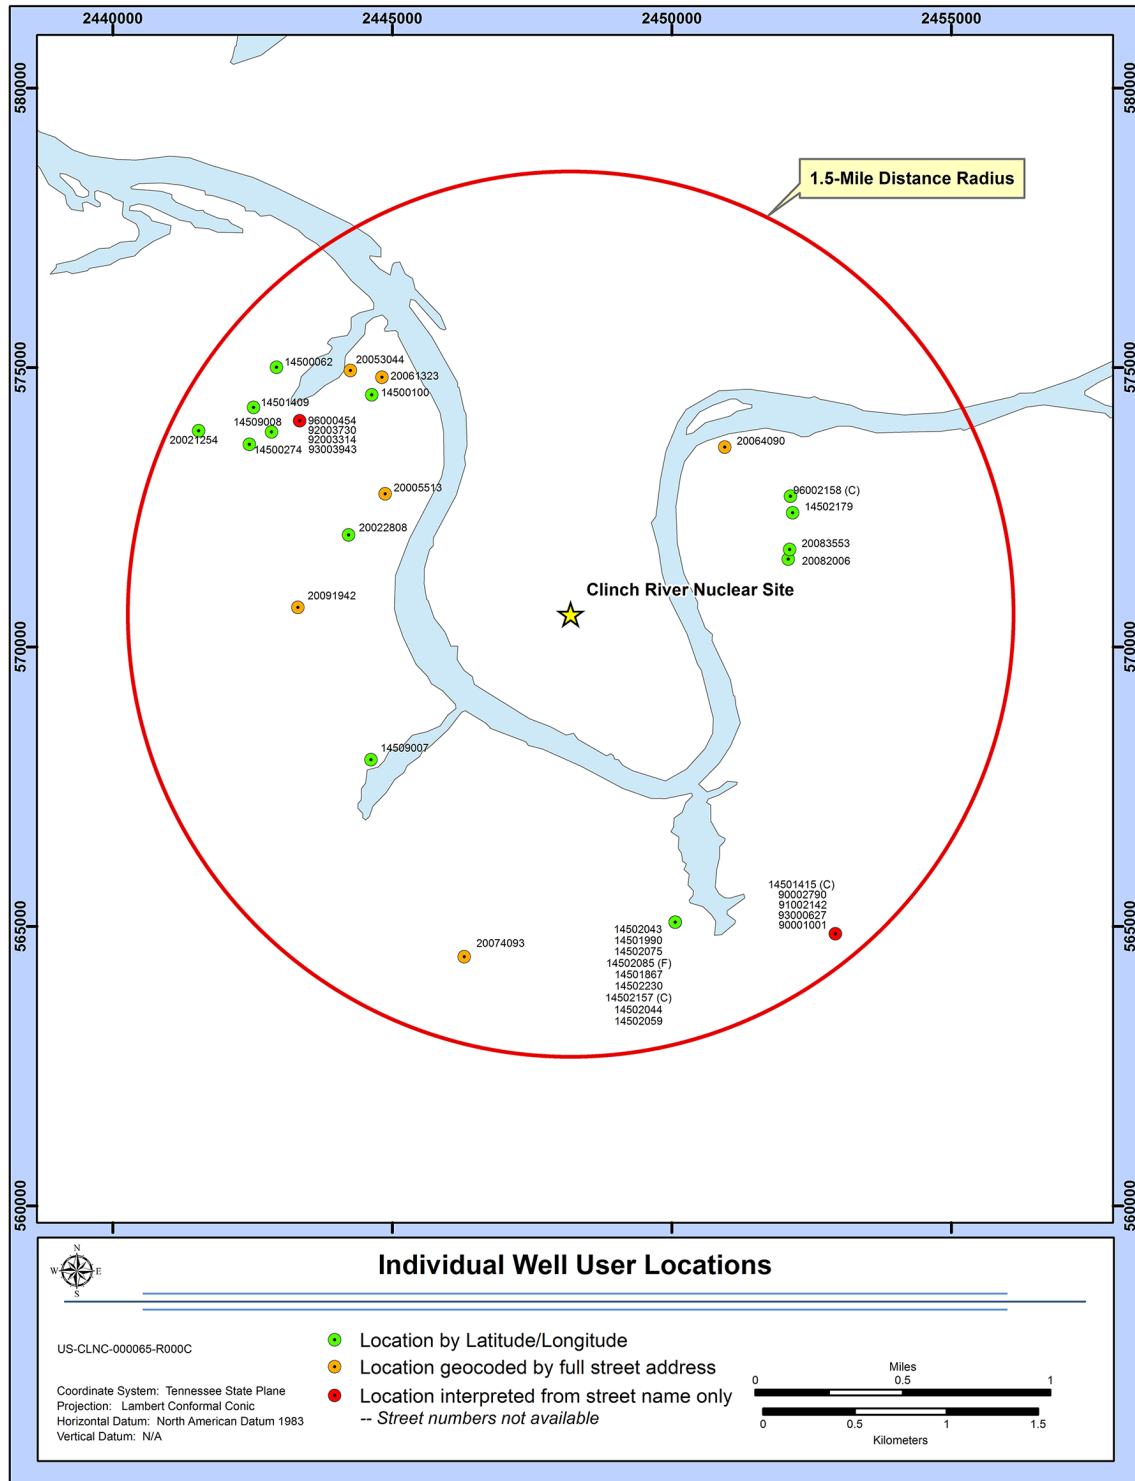 2440000
2445000
2450000
2455000
580000
580000
1.5-Mile Distance Radius
575000
575000
14500062
20053044
20061323
14500100
14501409
14509008
96000454
92003730
92003314
93003943
20021254
14500274
20064090
20005513
96002158 (C)
14502179
20022808
20083553
20082006
Clinch River Nuclear Site
20091942
570000
570000
14509007
14501415 (C)
90002790
91002142
93000627
90001001
565000
565000
20074093
14502043
14501990
14502075
14502085 (F)
14501867
14502230
14502157 (C)
14502044
14502059
560000
560000
N
W
E
S
Individual Well User Locations
US-CLNC-000065-R000C
Coordinate System: Tennessee State Plane
Projection: Lambert Conformal Conic
Horizontal Datum: North American Datum 1983
Vertical Datum: N/A
Location by Latitude/Longitude
Location geocoded by full street address
Location interpreted from street name only
-- Street numbers not available
Miles
0 0.5 1
0 0.5 1 1.5
Kilometers